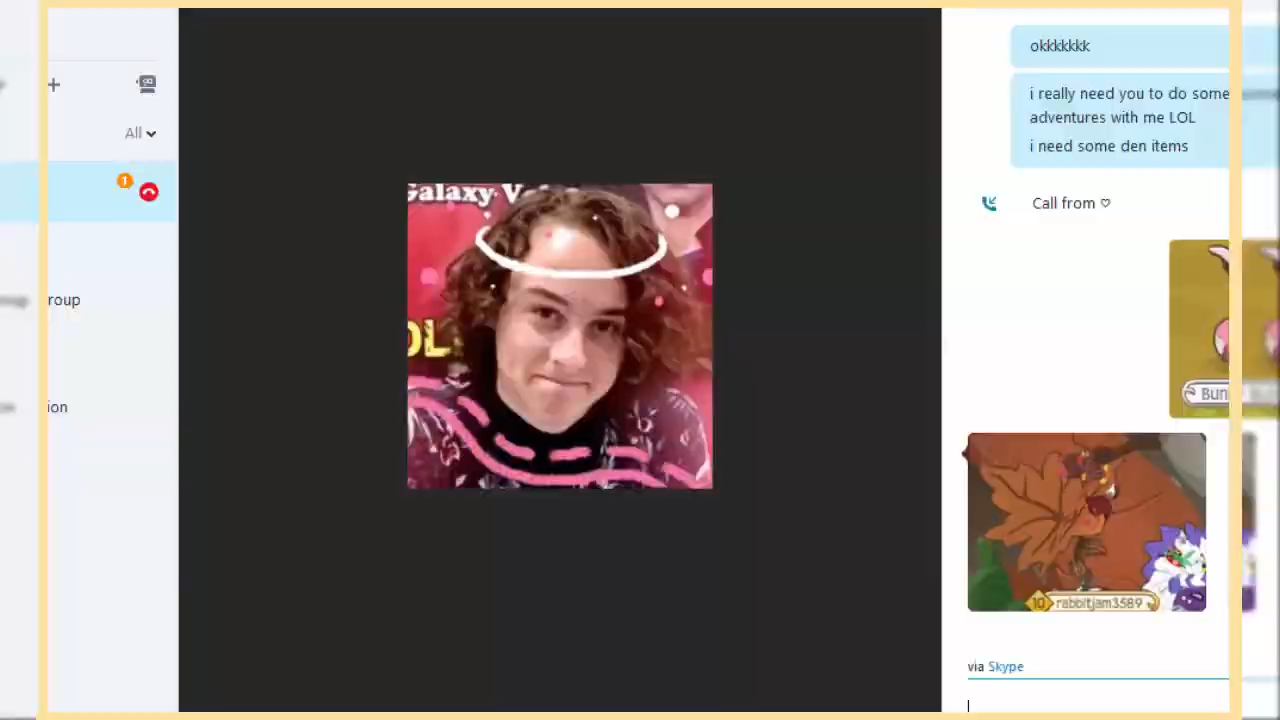 All
1
roup
ion
Galaxy V
OL
okkkkkkk
i really need you to do some
adventures with me LOL
i need some den items
Call from ♡
Bun
10 rabbitjam3589
via Skype